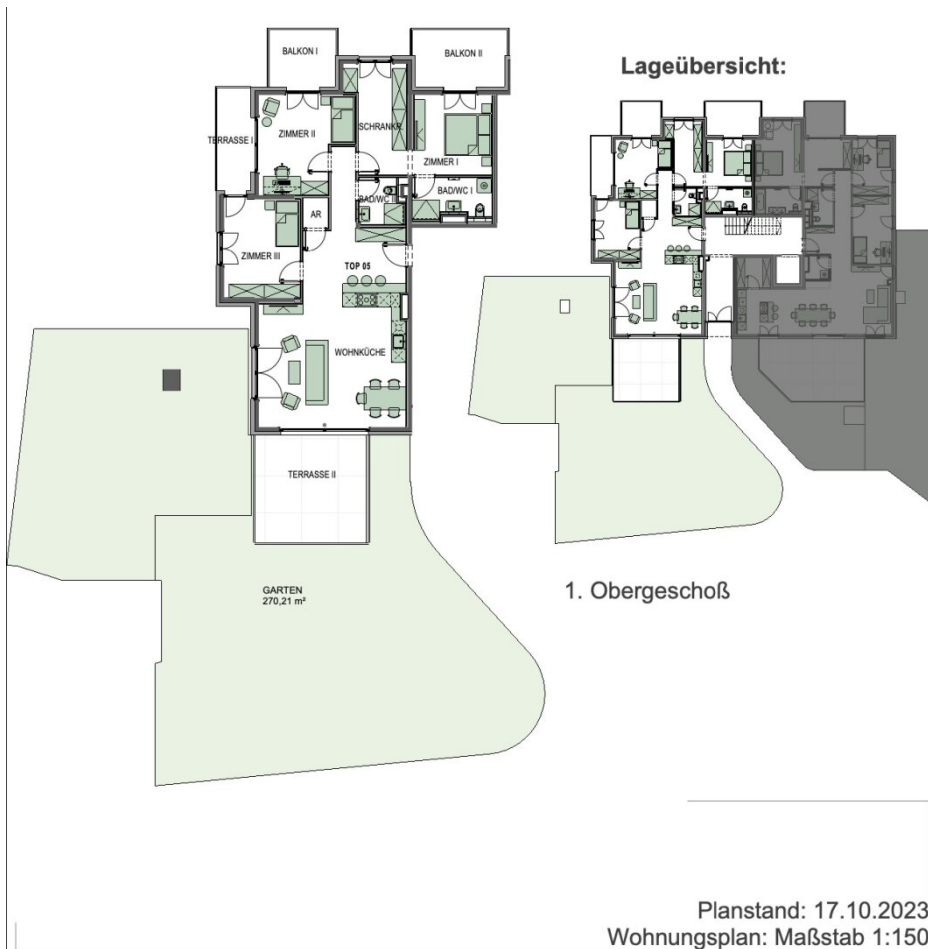 BALKON I
BALKON II
Lageübersicht:
TERRASSE I
ZIMMER II
SCHRANKR.
ZIMMER I
BAD/WC I
BAD/WC
AR
ZIMMER III
TOP 05
WOHNKÜCHE
TERRASSE II
GARTEN
270,21 m²
1. Obergeschoß
Planstand: 17.10.2023
Wohnungsplan: Maßstab 1:150